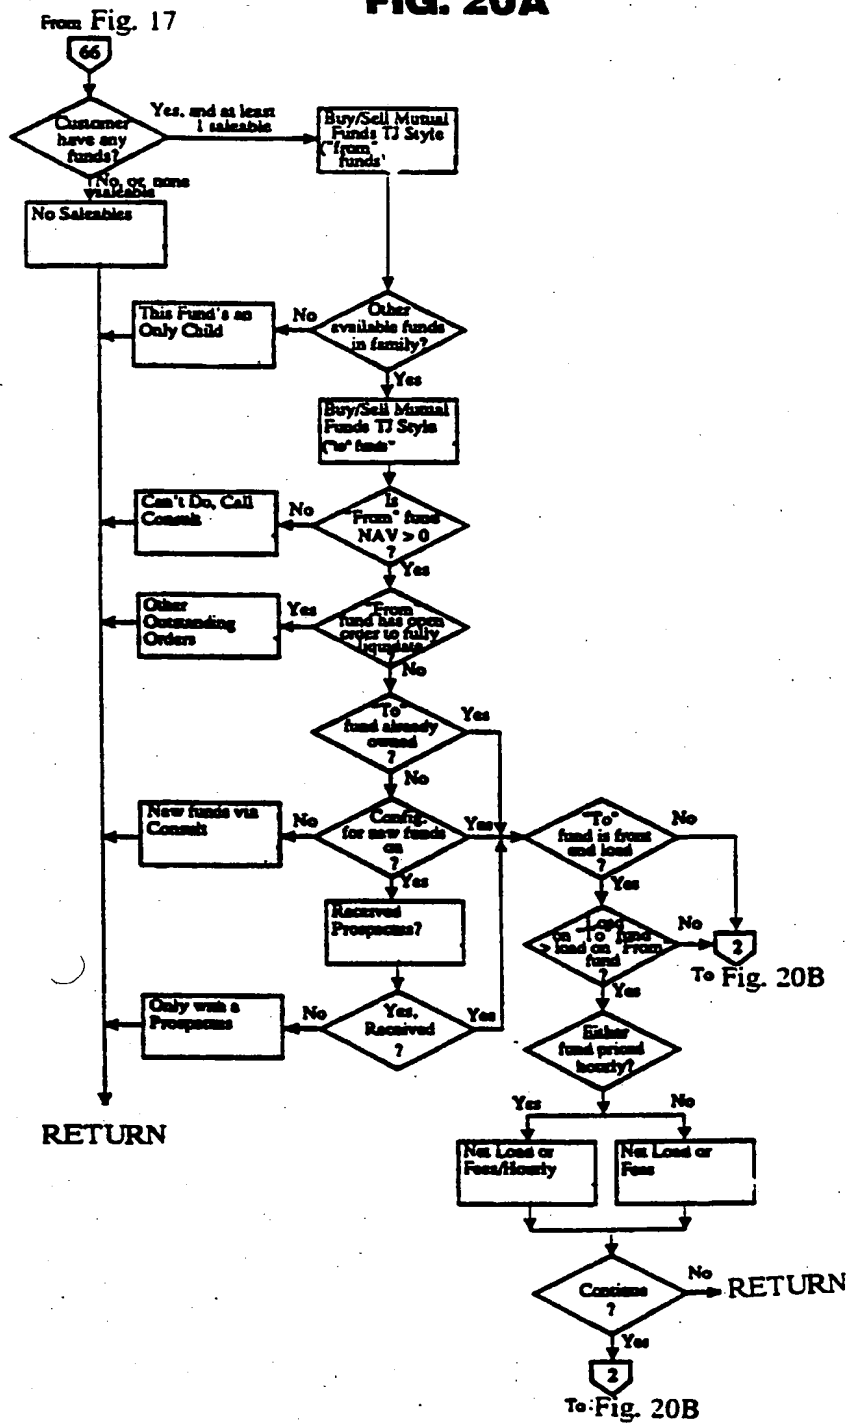 FIG. 20A
From Fig. 17
66
Customer
have any
funds?
Yes, and at least
1 saleable
Buy/Sell Mutual
Funds TJ Style
("from"
funds'
No, or none
saleable
No Saleables
Other
available funds
in family?
No
This Fund's an
Only Child
Yes
Buy/Sell Mutual
Funds TJ Style
("to" funds"
Is
"From" fund
NAV > 0
?
No
Can't Do, Call
Consult
Yes
"From"
fund has open
order to fully
liquidate
Yes
Other
Outstanding
Orders
No
"To"
fund already
owned
?
Yes
No
Config.
for new funds
on
?
No
New funds via
Consult
Yes
Yes
Received
Prospectus?
Yes,
Received
?
No
Only with a
Prospectus
Yes
RETURN
"To"
fund is front
end load
?
No
Yes
Load
on "To" fund
> load on "From"
fund
?
No
2
To Fig. 20B
Yes
Either
fund priced
hourly?
Yes
No
Net Load or
Fees/Hourly
Net Load or
Fees
Continue
?
No
RETURN
Yes
2
To: Fig. 20B